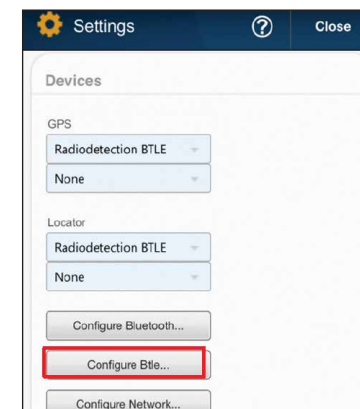 Settings ? Close
Devices
GPS
Radiodetection BTLE
None
Locator
Radiodetection BTLE
None
Configure Bluetooth...
Configure Btle...
Configure Network...